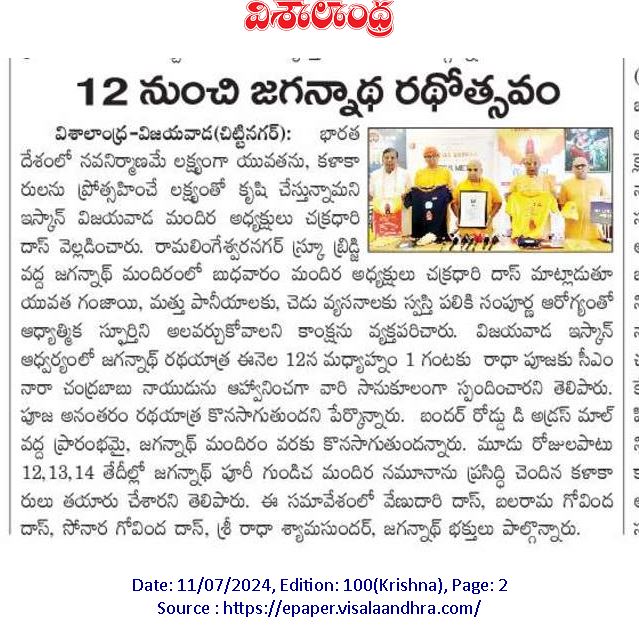 విశాలాంధ్ర
12 నుంచి జగన్నాథ రథోత్సవం
విశాలాంధ్ర-విజయవాడ(చిట్టినగర్): భారత
దేశంలో నవనిర్మాణమే లక్ష్యంగా యువతను, కళాకా
రులను ప్రోత్సహించే లక్ష్యంతో కృషి చేస్తున్నామని
ఇస్కాన్ విజయవాడ మందిర అధ్యక్షులు చక్రధారి
దాస్ వెల్లడించారు. రామలింగేశ్వరనగర్ స్క్రూ బ్రిడ్జి
వద్ద జగన్నాథ్ మందిరంలో బుధవారం మందిర అధ్యక్షులు చక్రధారి దాస్ మాట్లాడుతూ
యువత గంజాయి, మత్తు పానీయాలకు, చెడు వ్యసనాలకు స్వస్తి పలికి సంపూర్ణ ఆరోగ్యంతో
ఆధ్యాత్మిక స్ఫూర్తిని అలవర్చుకోవాలని కాంక్షను వ్యక్తపరిచారు. విజయవాడ ఇస్కాన్
ఆధ్వర్యంలో జగన్నాథ్ రథయాత్ర ఈనెల 12న మధ్యాహ్నం 1 గంటకు రాధా పూజకు సీఎం
నారా చంద్రబాబు నాయుడును ఆహ్వానించగా వారి సానుకూలంగా స్పందించారని తెలిపారు.
పూజ అనంతరం రథయాత్ర కొనసాగుతుందని పేర్కొన్నారు. బందర్ రోడ్డు డి అడ్రస్ మాల్
వద్ద ప్రారంభమై, జగన్నాథ్ మందిరం వరకు కొనసాగుతుందన్నారు. మూడు రోజులపాటు
12,13,14 తేదీల్లో జగన్నాథ్ పూరీ గుండిచ మందిర నమూనాను ప్రసిద్ధి చెందిన కళాకా
రులు తయారు చేశారని తెలిపారు. ఈ సమావేశంలో వేణుదారి దాస్, బలరామ గోవింద
దాస్, సోనార గోవింద దాస్, శ్రీ రాధా శ్యామసుందర్, జగన్నాథ్ భక్తులు పాల్గొన్నారు.
Date: 11/07/2024, Edition: 100(Krishna), Page: 2
Source : https://epaper.visalaandhra.com/